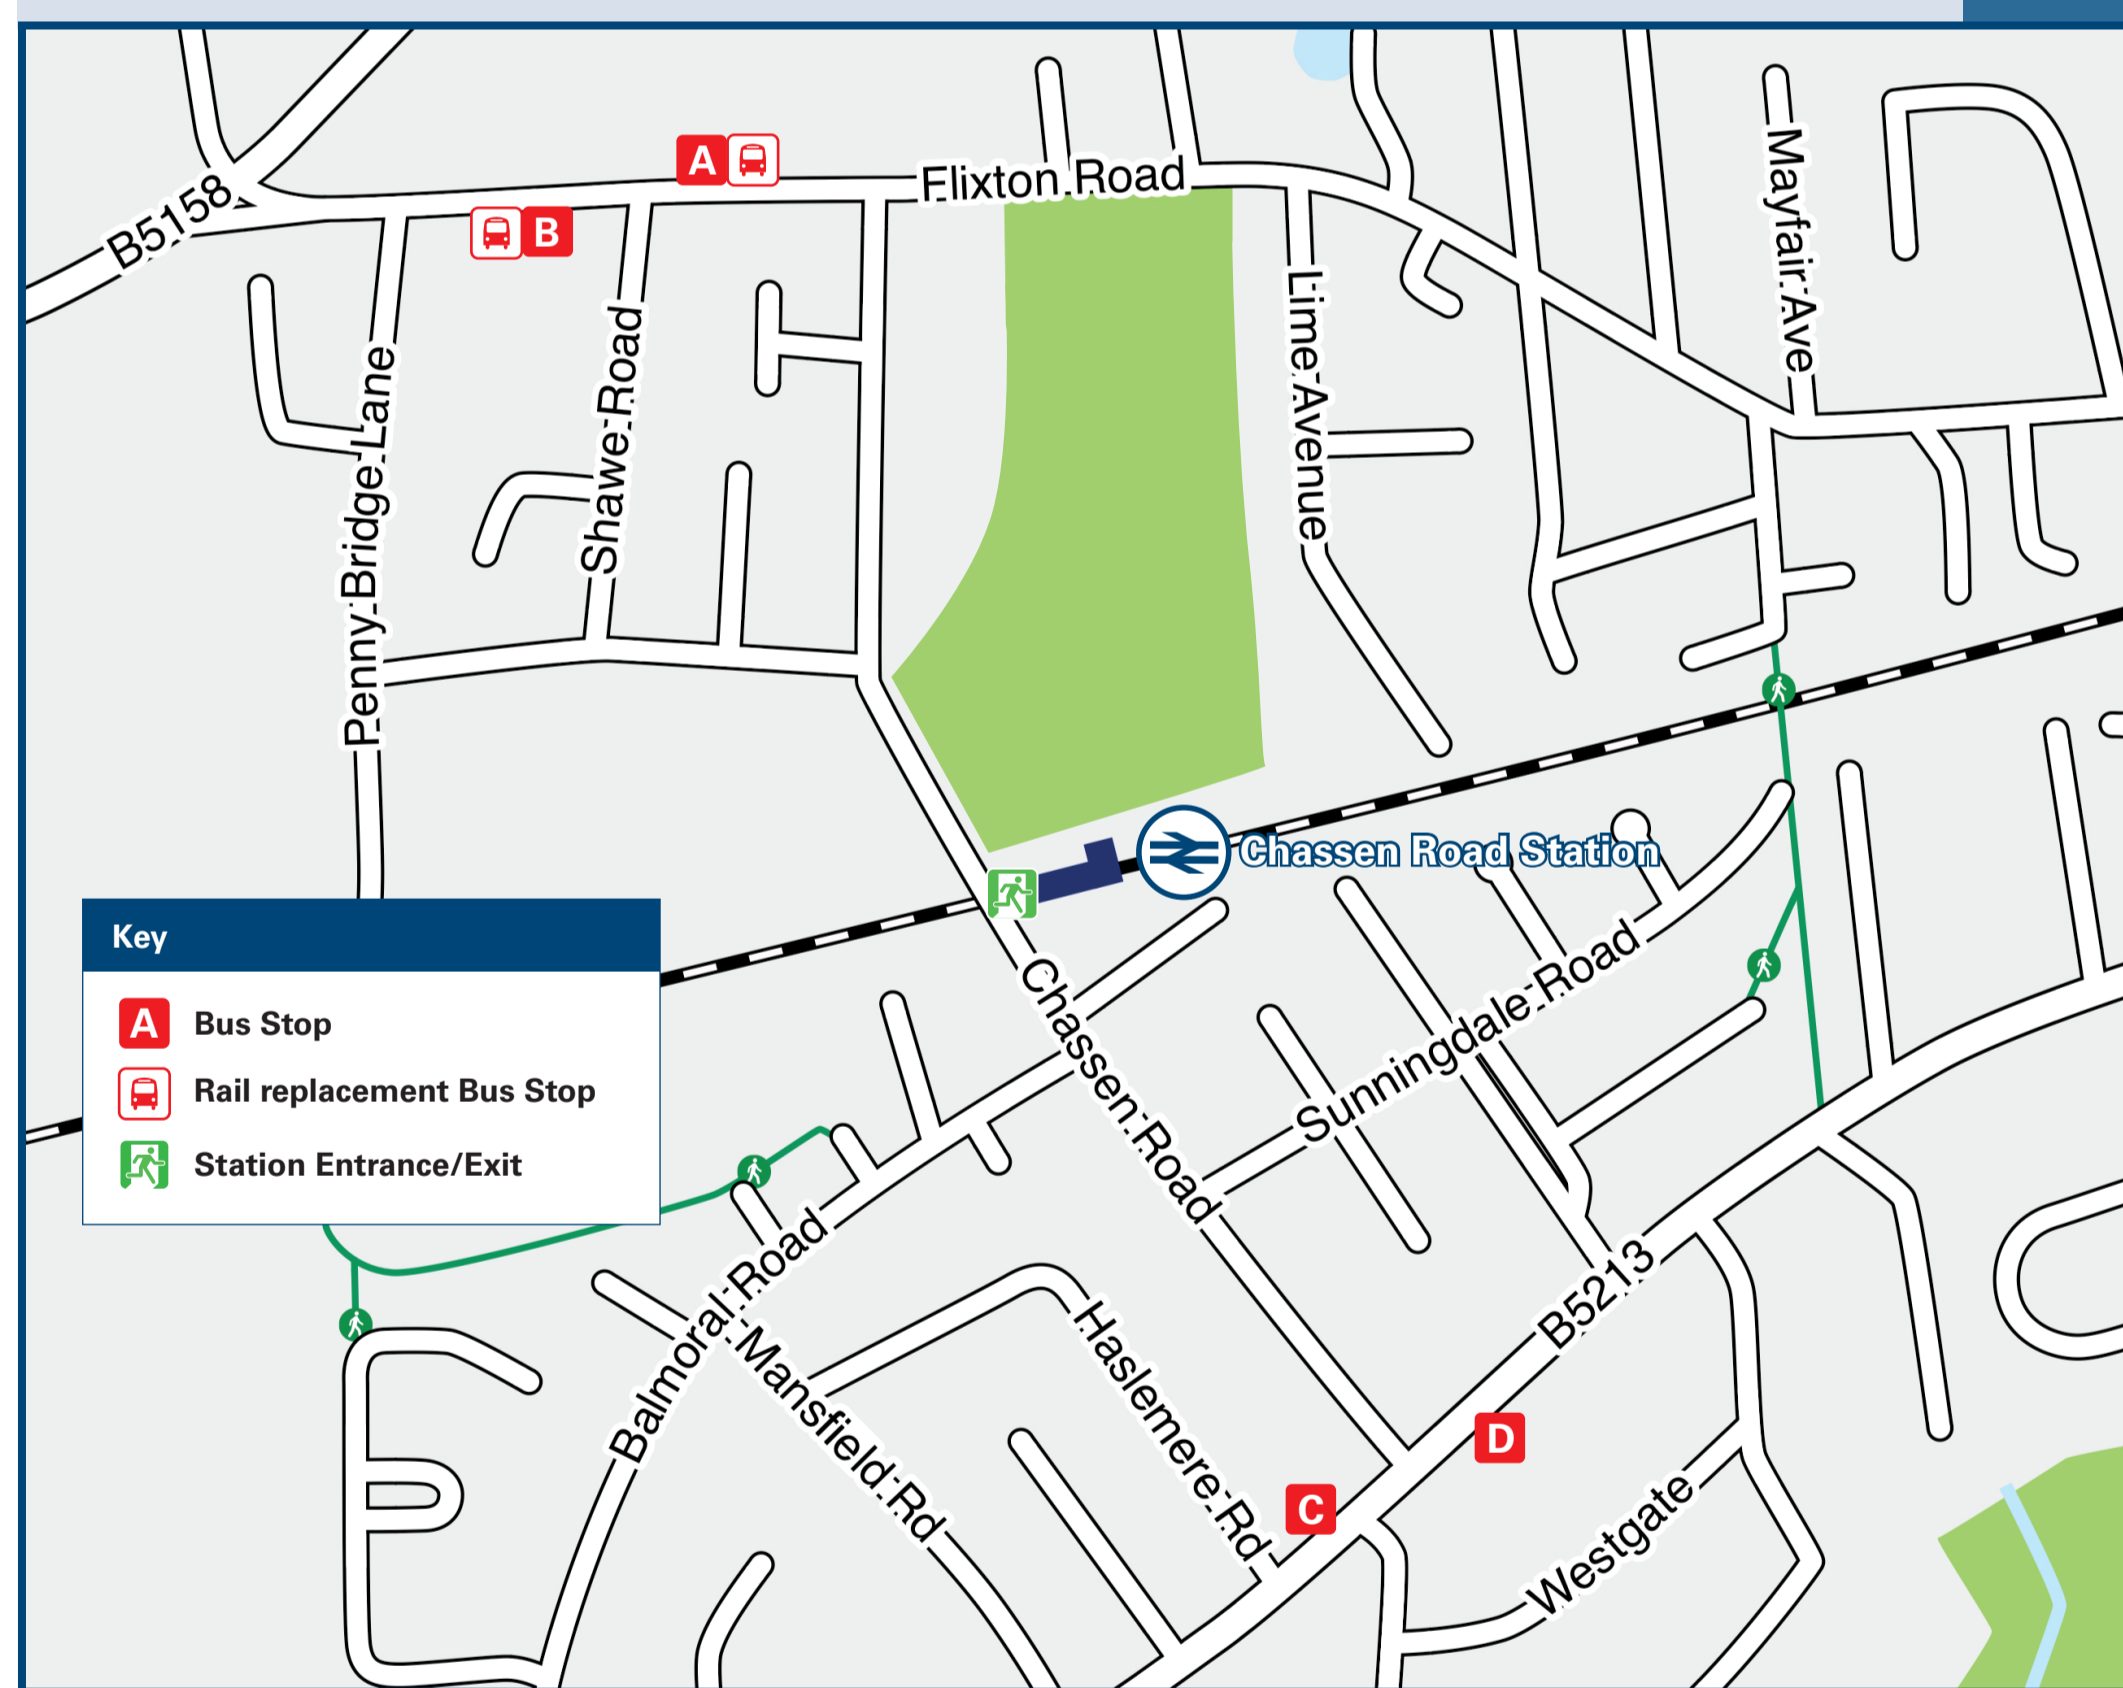 A
Flixton Road
B5158
B
Mayfair Ave
Lime Avenue
Shawe Road
Penny Bridge Lane
Chassen Road Station
Key
A Bus Stop
Rail replacement Bus Stop
Station Entrance/Exit
Chassen Road
Sunningdale Road
Balmoral Road
Mansfield Rd
Haslemere Rd
B5213
D
C
Westgate